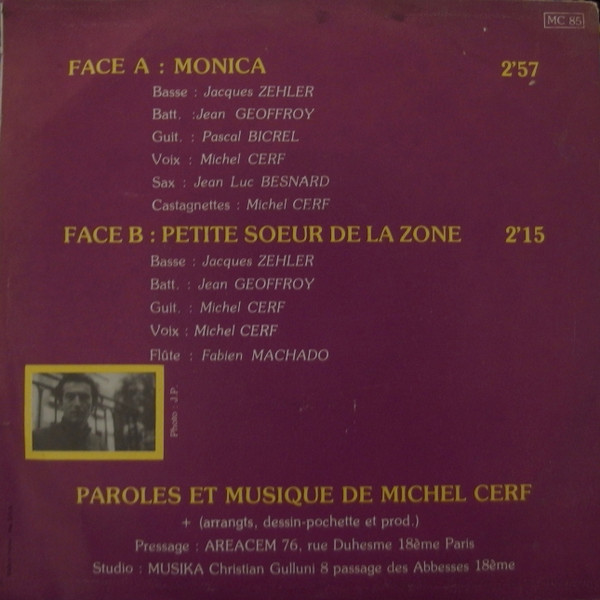 MC 85
FACE A : MONICA 2'57
Basse : Jacques ZEHLER
Batt. :Jean GEOFFROY
Guit. : Pascal BICREL
Voix : Michel CERF
Sax : Jean Luc BESNARD
Castagnettes : Michel CERF
FACE B : PETITE SOEUR DE LA ZONE 2'15
Basse : Jacques ZEHLER
Batt. : Jean GEOFFROY
Guit. : Michel CERF
Voix : Michel CERF
Flûte : Fabien MACHADO
Photo : J.P.
PAROLES ET MUSIQUE DE MICHEL CERF
+ (arrangts, dessin-pochette et prod.)
Pressage : AREACEM 76, rue Duhesme 18ème Paris
Studio : MUSIKA Christian Gulluni 8 passage des Abbesses 18ème